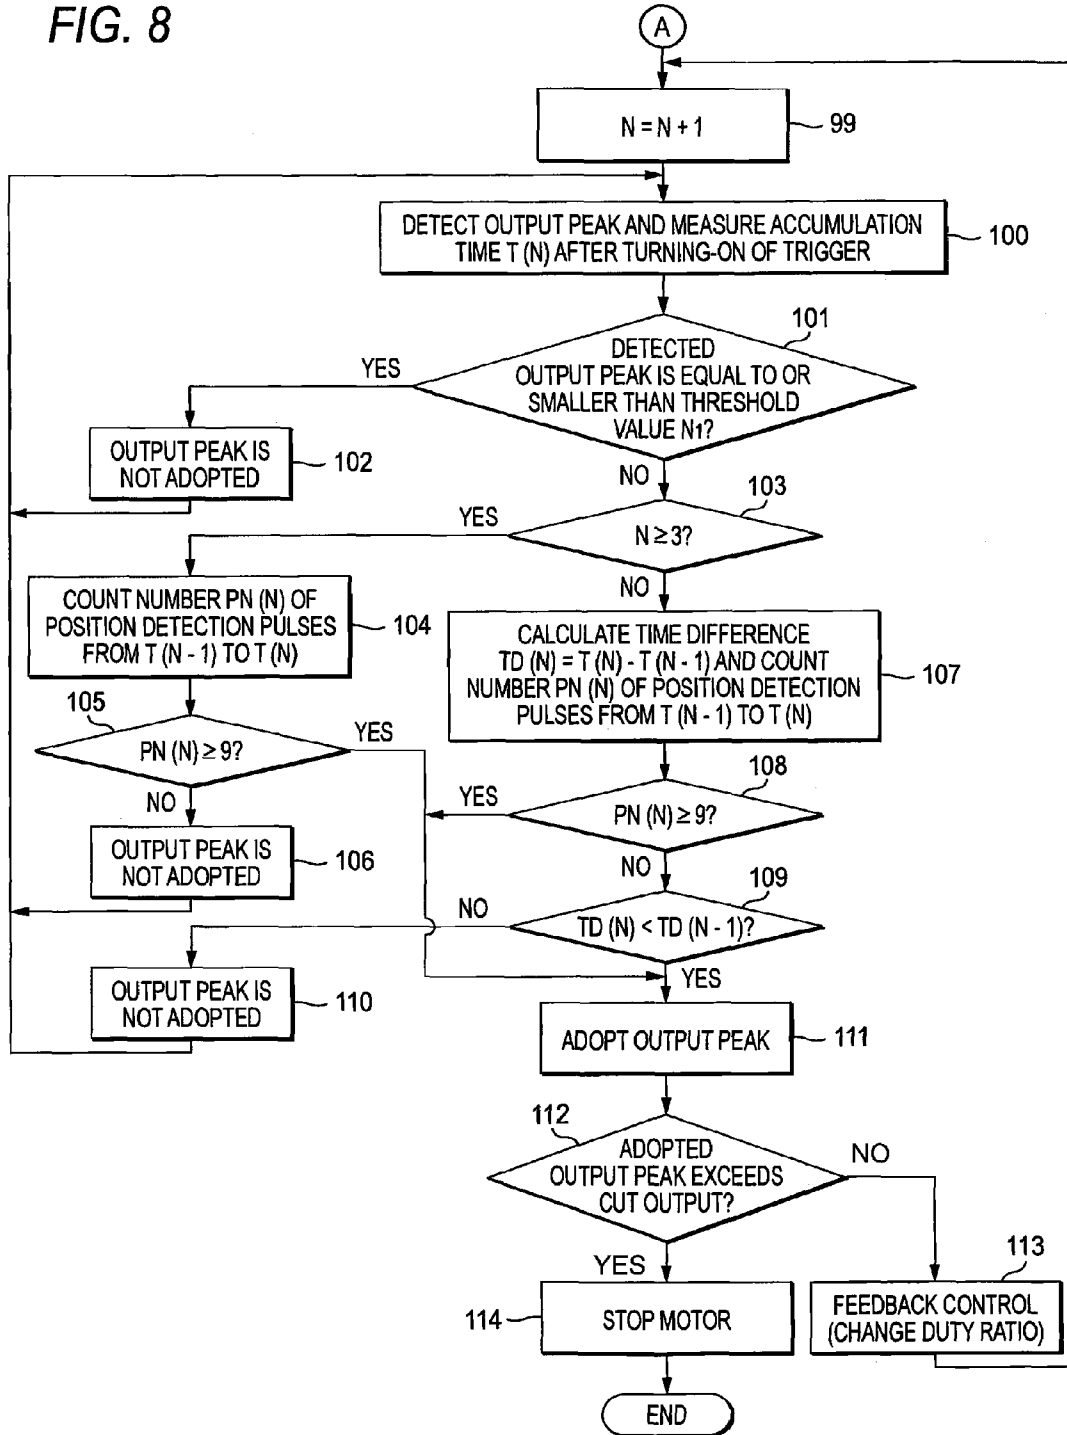 FIG. 8
A
N = N + 1
99
DETECT OUTPUT PEAK AND MEASURE ACCUMULATION
TIME T (N) AFTER TURNING-ON OF TRIGGER
100
101
DETECTED
OUTPUT PEAK IS EQUAL TO OR
SMALLER THAN THRESHOLD
VALUE N1?
YES
OUTPUT PEAK IS
NOT ADOPTED
102
NO
103
N ≥ 3?
YES
NO
COUNT NUMBER PN (N) OF
POSITION DETECTION PULSES
FROM T (N - 1) TO T (N)
104
CALCULATE TIME DIFFERENCE
TD (N) = T (N) - T (N - 1) AND COUNT
NUMBER PN (N) OF POSITION DETECTION
PULSES FROM T (N - 1) TO T (N)
107
105
PN (N) ≥ 9?
YES
NO
108
PN (N) ≥ 9?
YES
NO
OUTPUT PEAK IS
NOT ADOPTED
106
109
TD (N) < TD (N - 1)?
NO
YES
OUTPUT PEAK IS
NOT ADOPTED
110
ADOPT OUTPUT PEAK
111
112
ADOPTED
OUTPUT PEAK EXCEEDS
CUT OUTPUT?
NO
YES
113
FEEDBACK CONTROL
(CHANGE DUTY RATIO)
114
STOP MOTOR
END